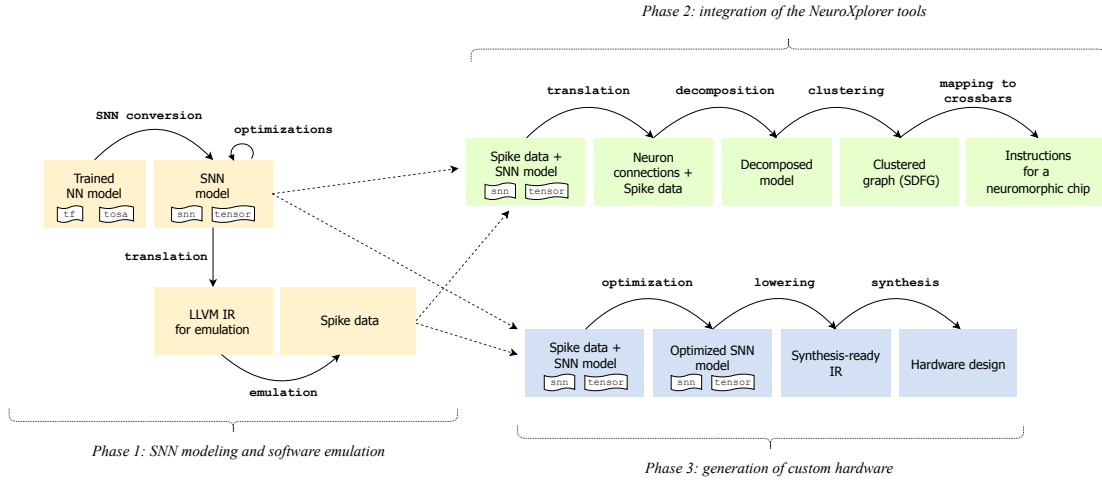 Phase 2: integration of the NeuroXplorer tools
translation
decomposition
clustering
mapping to
crossbars
SNN conversion
optimizations
Trained
NN model
tf
tosa
SNN
model
snn
tensor
Spike data +
SNN model
snn
tensor
Neuron
connections +
Spike data
Decomposed
model
Clustered
graph (SDFG)
Instructions
for a
neuromorphic chip
translation
LLVM IR
for emulation
Spike data
emulation
Phase 1: SNN modeling and software emulation
optimization
lowering
synthesis
Spike data +
SNN model
snn
tensor
Optimized SNN
model
snn
tensor
Synthesis-ready
IR
Hardware design
Phase 3: generation of custom hardware